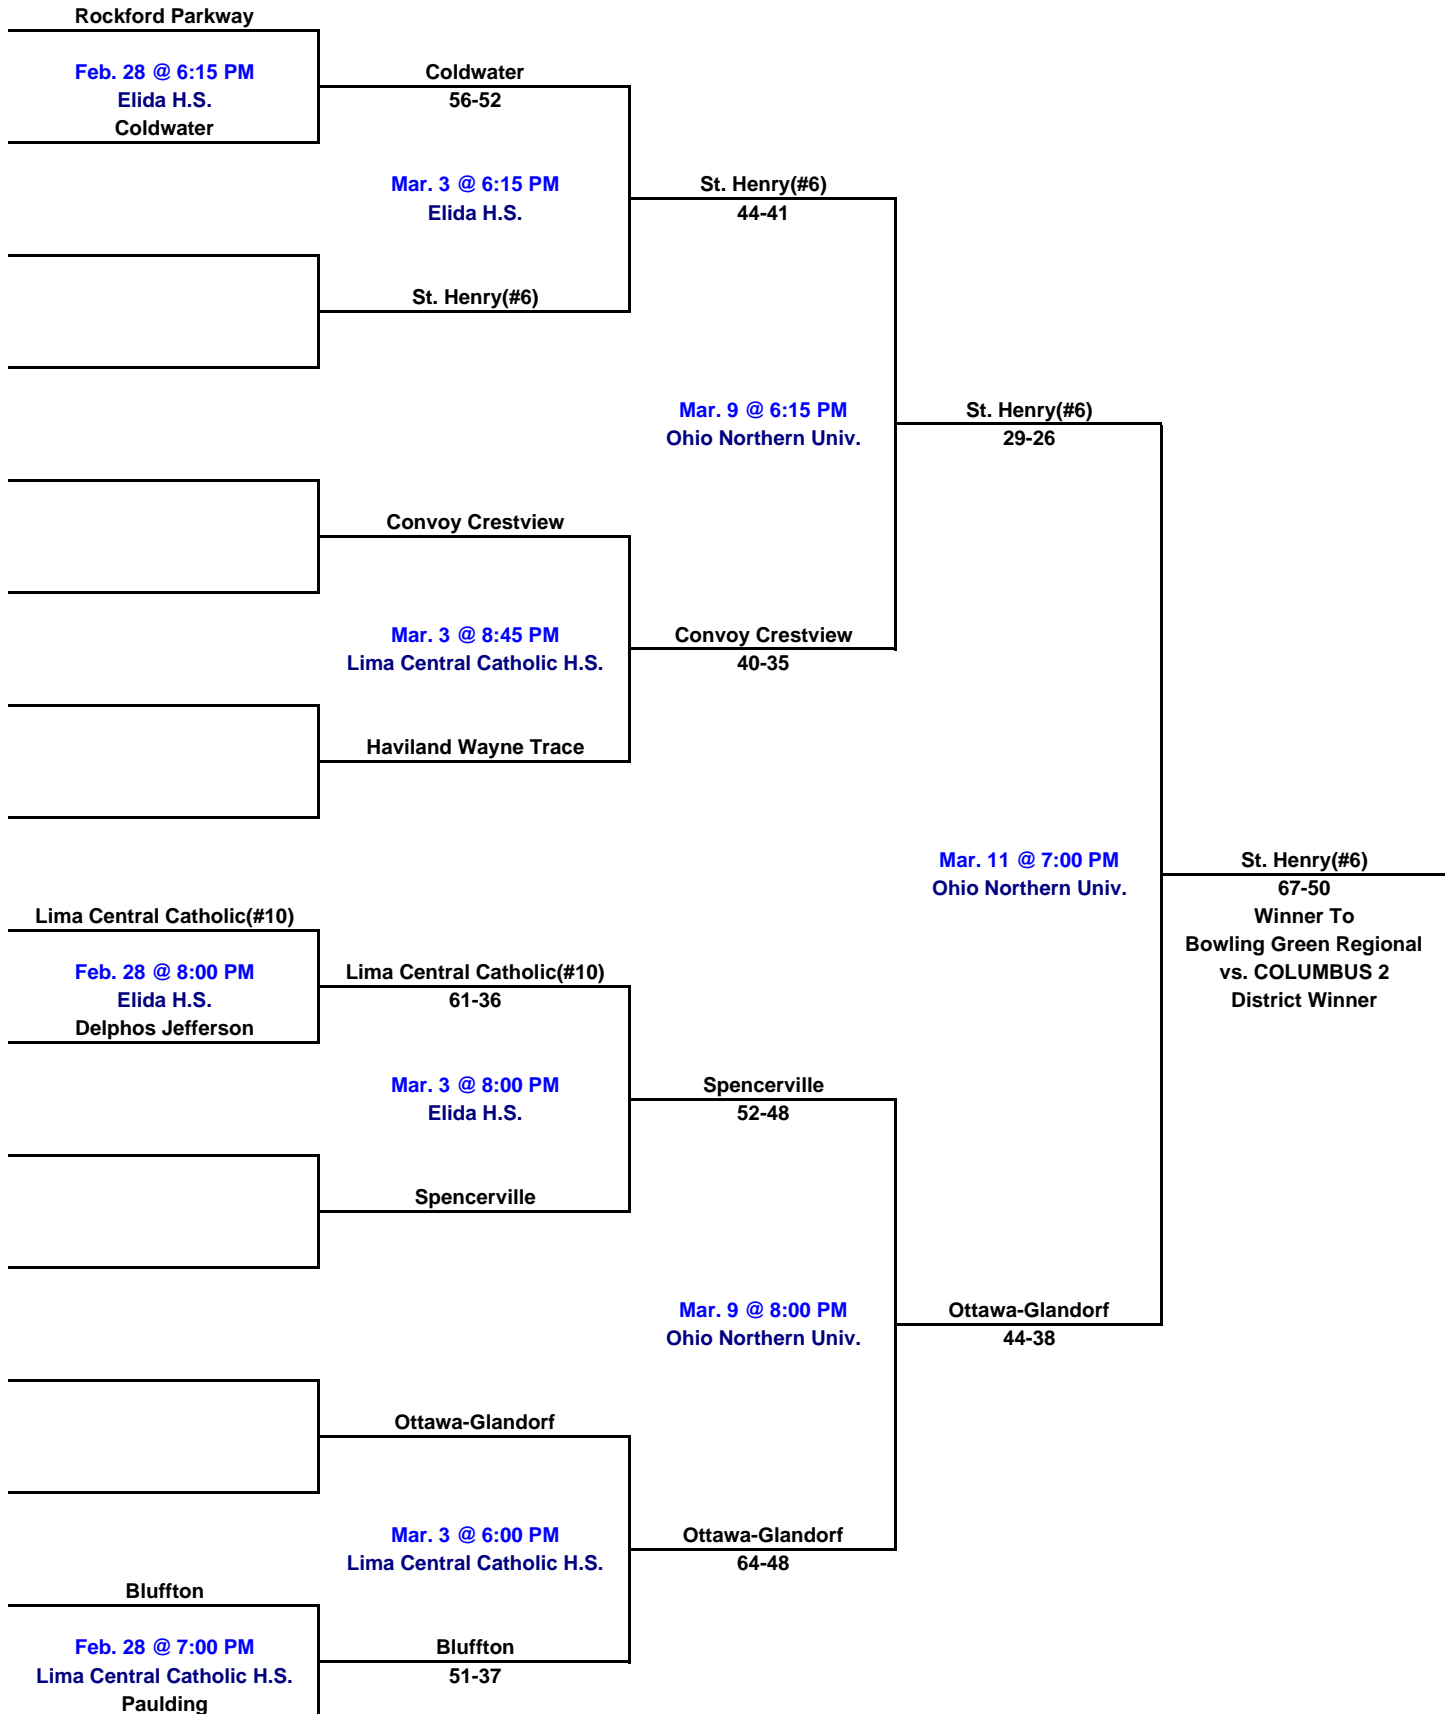 Rockford Parkway
Feb. 28 @ 6:15 PM
Elida H.S.
Coldwater
Coldwater
56-52
Mar. 3 @ 6:15 PM
Elida H.S.
St. Henry(#6)
St. Henry(#6)
44-41
Mar. 9 @ 6:15 PM
Ohio Northern Univ.
Convoy Crestview
Mar. 3 @ 8:45 PM
Lima Central Catholic H.S.
Haviland Wayne Trace
Convoy Crestview
40-35
St. Henry(#6)
29-26
Mar. 11 @ 7:00 PM
Ohio Northern Univ.
St. Henry(#6)
67-50
Winner To
Bowling Green Regional
vs. COLUMBUS 2
District Winner
Lima Central Catholic(#10)
Feb. 28 @ 8:00 PM
Elida H.S.
Delphos Jefferson
Lima Central Catholic(#10)
61-36
Mar. 3 @ 8:00 PM
Elida H.S.
Spencerville
Spencerville
52-48
Mar. 9 @ 8:00 PM
Ohio Northern Univ.
Ottawa-Glandorf
44-38
Ottawa-Glandorf
Mar. 3 @ 6:00 PM
Lima Central Catholic H.S.
Ottawa-Glandorf
64-48
Bluffton
Feb. 28 @ 7:00 PM
Lima Central Catholic H.S.
Paulding
Bluffton
51-37